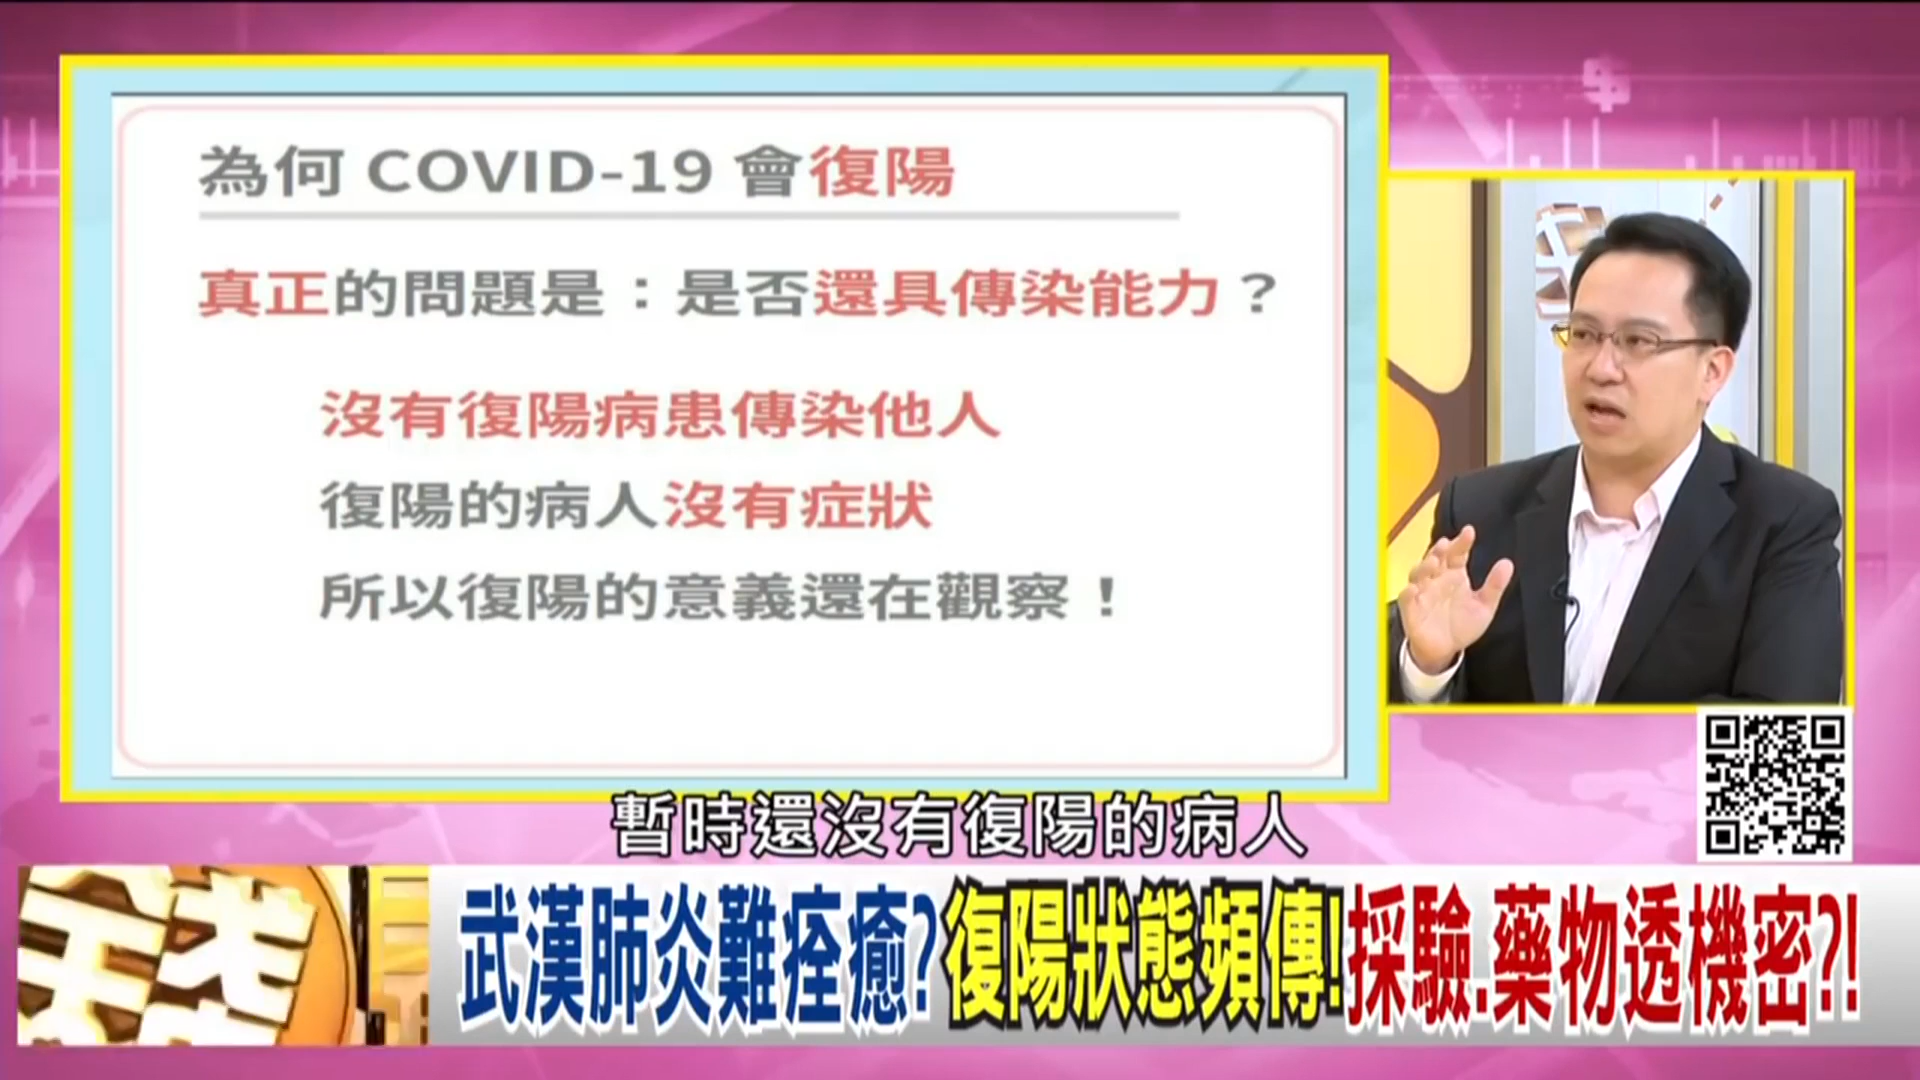 為何 COVID-19 會復陽
真正的問題是：是否還具傳染能力？
沒有復陽病患傳染他人
復陽的病人沒有症狀
所以復陽的意義還在觀察！
暫時還沒有復陽的病人
武漢肺炎難痊癒?復陽狀態頻傳!採驗.藥物透機密?!